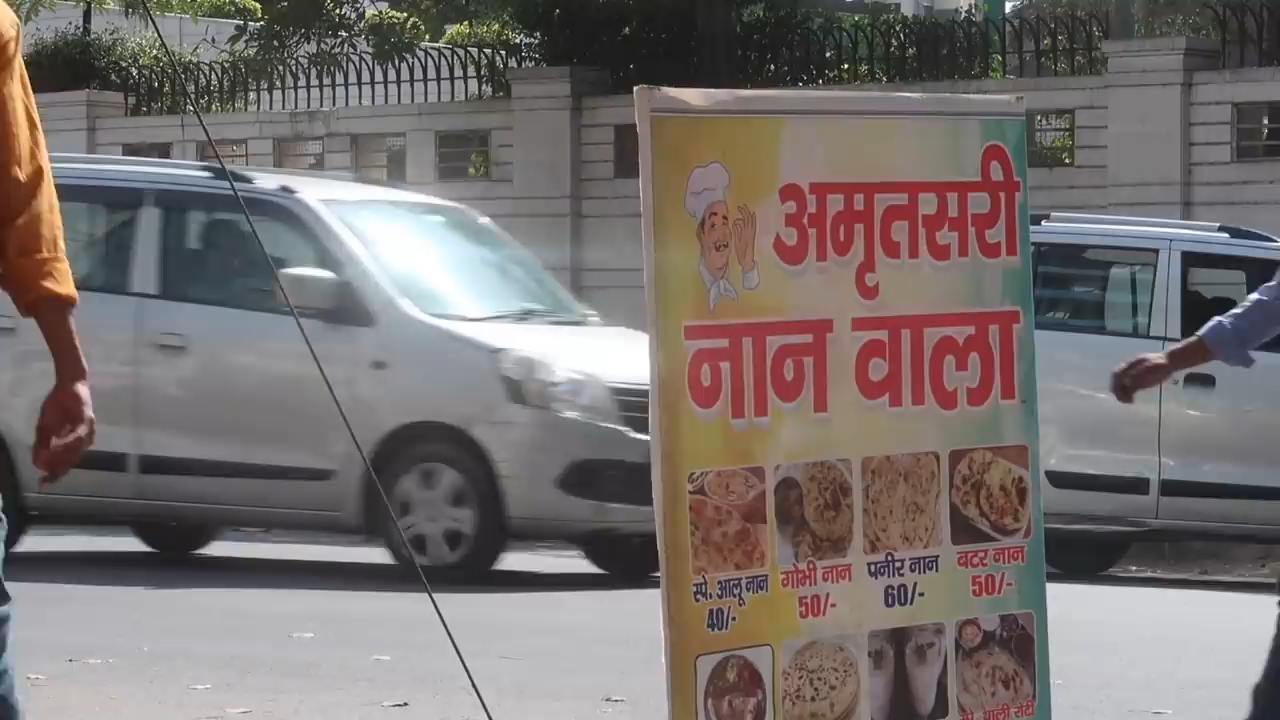 अमृतसरी
नान वाला
स्पे. आलू नान गोभी नान पनीर नान बटर नान
40/- 50/- 60/- 50/-